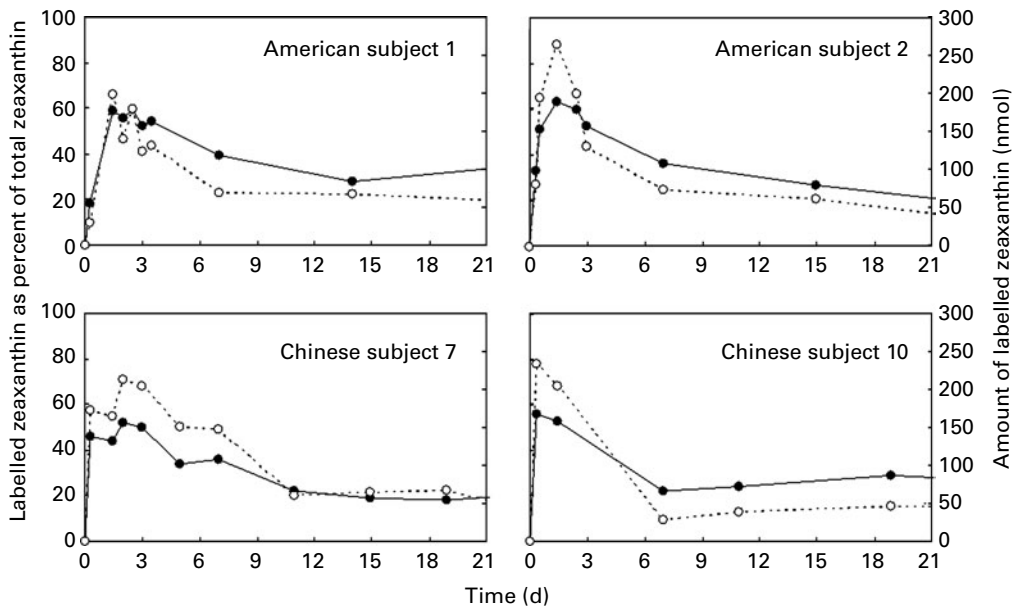 Labelled zeaxanthin as percent of total zeaxanthin
Amount of labelled zeaxanthin (nmol)
American subject 1
100
80
60
40
20
0
0 3 6 9 12 15 18 21
American subject 2
300
250
200
150
100
50
0
0 3 6 9 12 15 18 21
Chinese subject 7
100
80
60
40
20
0
0 3 6 9 12 15 18 21
Chinese subject 10
300
250
200
150
100
50
0
0 3 6 9 12 15 18 21
Time (d)